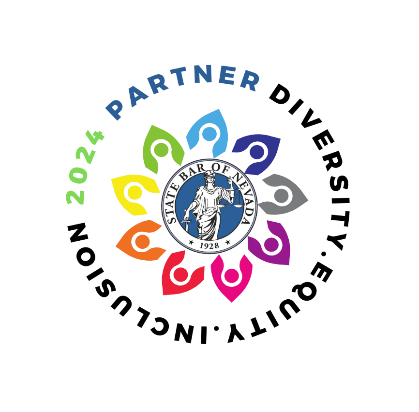 2024 PARTNER DIVERSITY.EQUITY.INCLUSION
STATE BAR OF NEVADA
★ 1928 ★